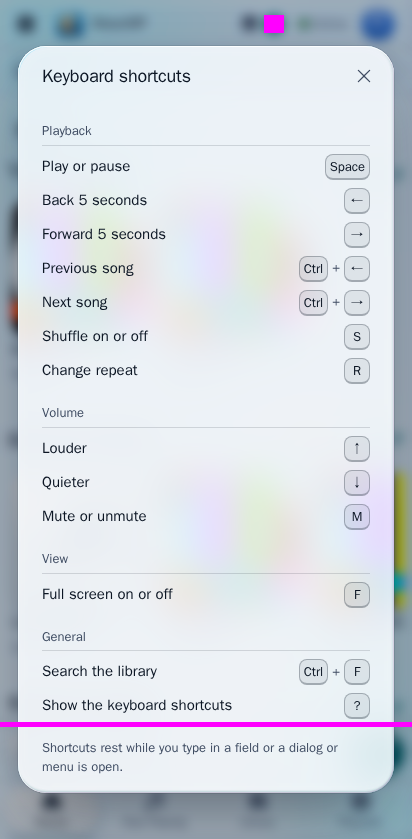 Keyboard shortcuts
Playback
Play or pause Space
Back 5 seconds ←
Forward 5 seconds →
Previous song Ctrl + ←
Next song Ctrl + →
Shuffle on or off S
Change repeat R
Volume
Louder ↑
Quieter ↓
Mute or unmute M
View
Full screen on or off F
General
Search the library Ctrl + F
Show the keyboard shortcuts ?
Shortcuts rest while you type in a field or a dialog or
menu is open.